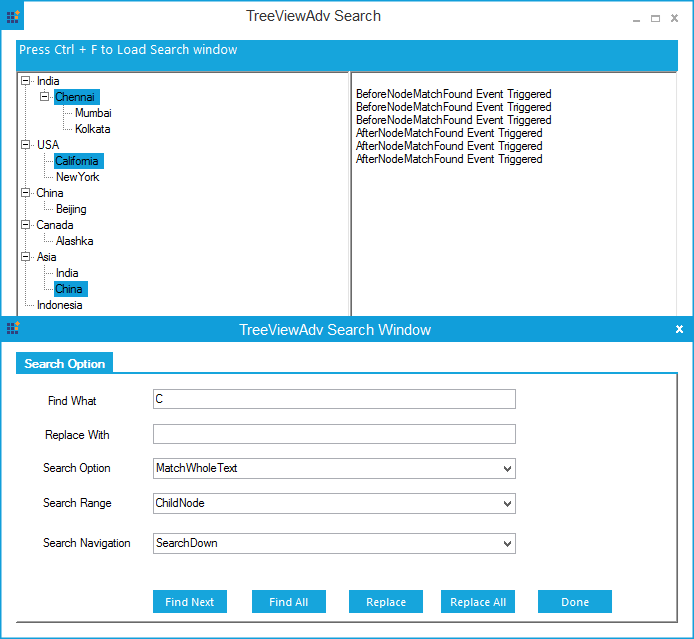 TreeViewAdv Search
Press Ctrl + F to Load Search window
India
Chennai
Mumbai
Kolkata
USA
California
NewYork
China
Beijing
Canada
Alashka
Asia
India
China
Indonesia
BeforeNodeMatchFound Event Triggered
BeforeNodeMatchFound Event Triggered
BeforeNodeMatchFound Event Triggered
AfterNodeMatchFound Event Triggered
AfterNodeMatchFound Event Triggered
AfterNodeMatchFound Event Triggered
TreeViewAdv Search Window
Search Option
Find What C
Replace With
Search Option MatchWholeText
Search Range ChildNode
Search Navigation SearchDown
Find Next Find All Replace Replace All Done